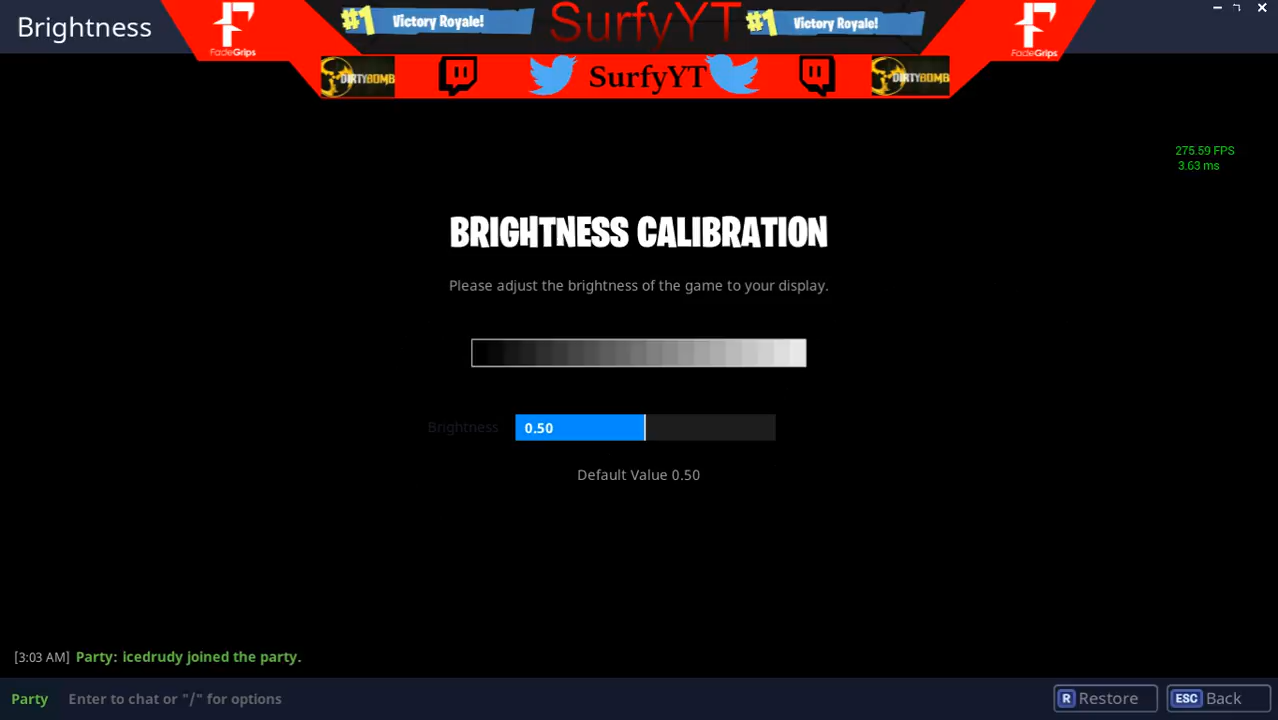 Brightness
FadeGrips
#1 Victory Royale!
SurfyYT
#1 Victory Royale!
FadeGrips
DIRTYBOMB
SurfyYT
DIRTYBOMB
275.59 FPS
3.63 ms
BRIGHTNESS CALIBRATION
Please adjust the brightness of the game to your display.
Brightness 0.50
Default Value 0.50
[3:03 AM] Party: icedrudy joined the party.
Party Enter to chat or "/" for options
R Restore ESC Back